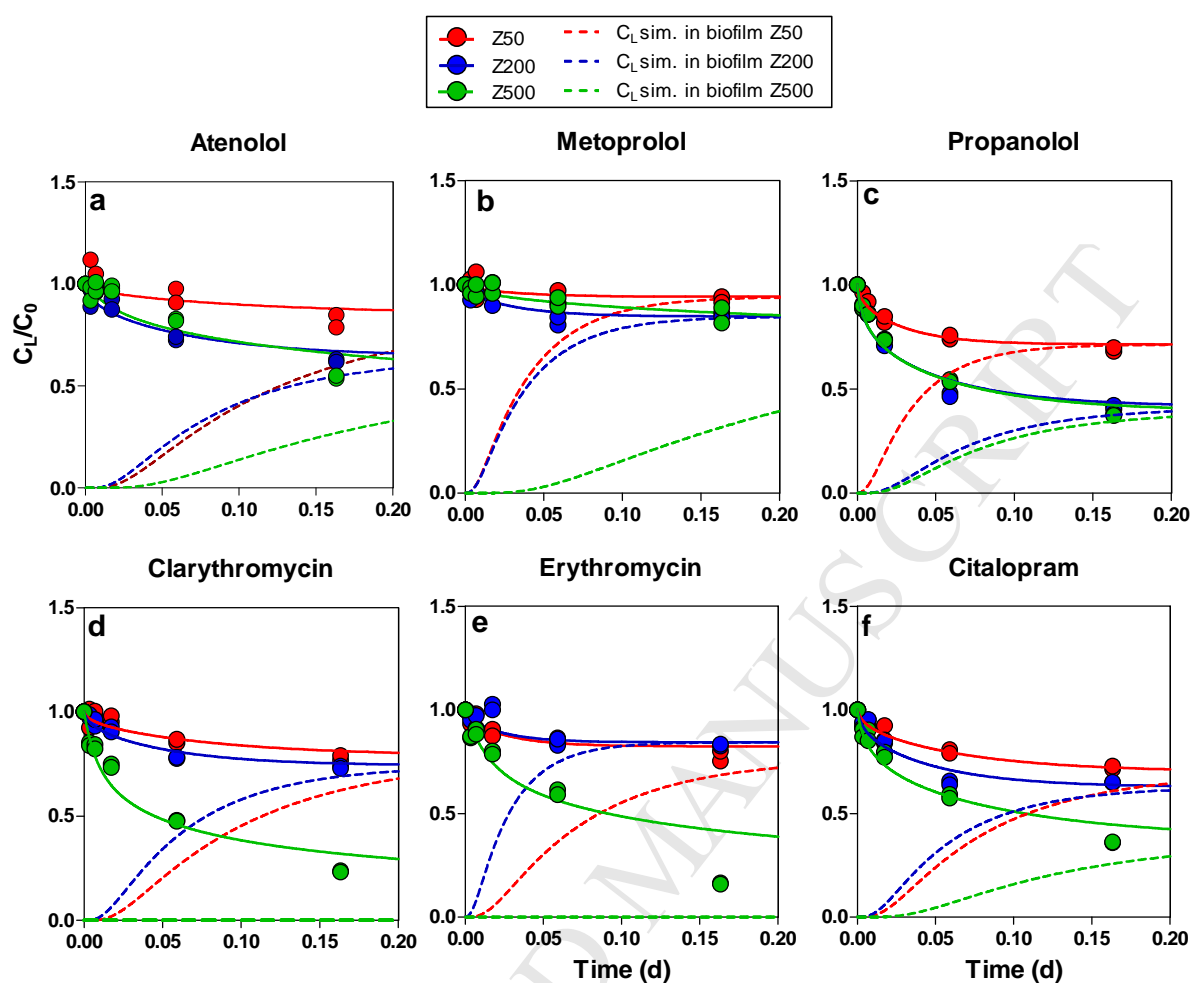 Z50 C_L sim. in biofilm Z50
Z200 C_L sim. in biofilm Z200
Z500 C_L sim. in biofilm Z500
Atenolol Metoprolol Propanolol
a b c
C_L/C_0
1.5 1.5 1.5
1.0 1.0 1.0
0.5 0.5 0.5
0.0 0.0 0.0
0.00 0.05 0.10 0.15 0.20 0.00 0.05 0.10 0.15 0.20 0.00 0.05 0.10 0.15 0.20
Clarythromycin Erythromycin Citalopram
d e f
1.5 1.5 1.5
1.0 1.0 1.0
0.5 0.5 0.5
0.0 0.0 0.0
0.00 0.05 0.10 0.15 0.20 0.00 0.05 0.10 0.15 0.20 0.00 0.05 0.10 0.15 0.20
Time (d) Time (d)
D MANUSCRIPT